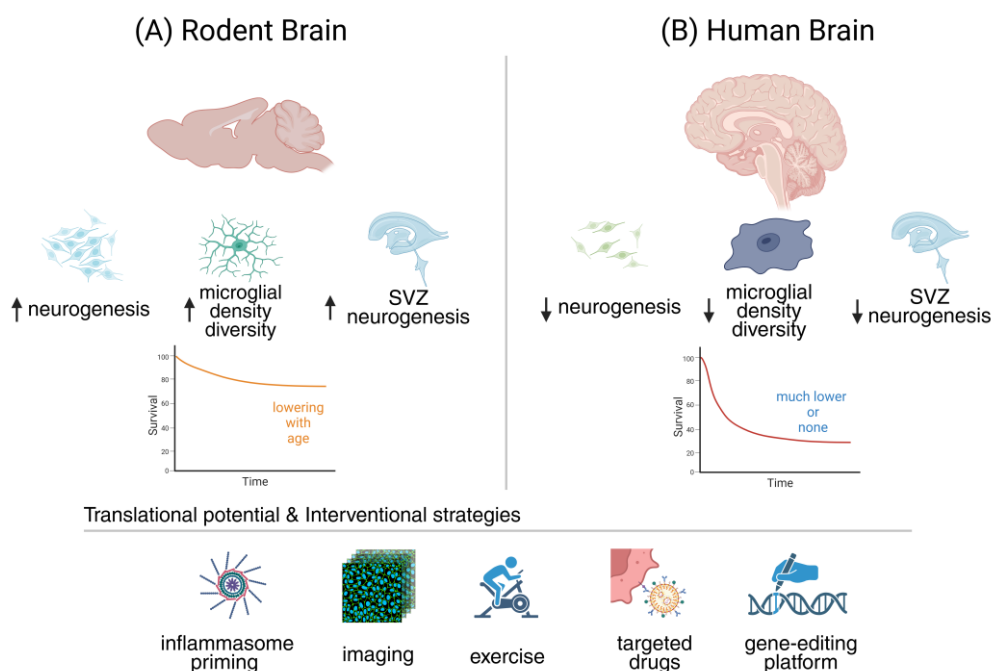 (A) Rodent Brain
(B) Human Brain
neurogenesis
microglial
density
diversity
SVZ
neurogenesis
neurogenesis
microglial
density
diversity
SVZ
neurogenesis
100
80
60
40
20
0
Survival
Time
lowering
with
age
100
80
60
40
20
0
Survival
Time
much lower
or
none
Translational potential & Interventional strategies
inflammasome
priming
imaging
exercise
targeted
drugs
gene-editing
platform